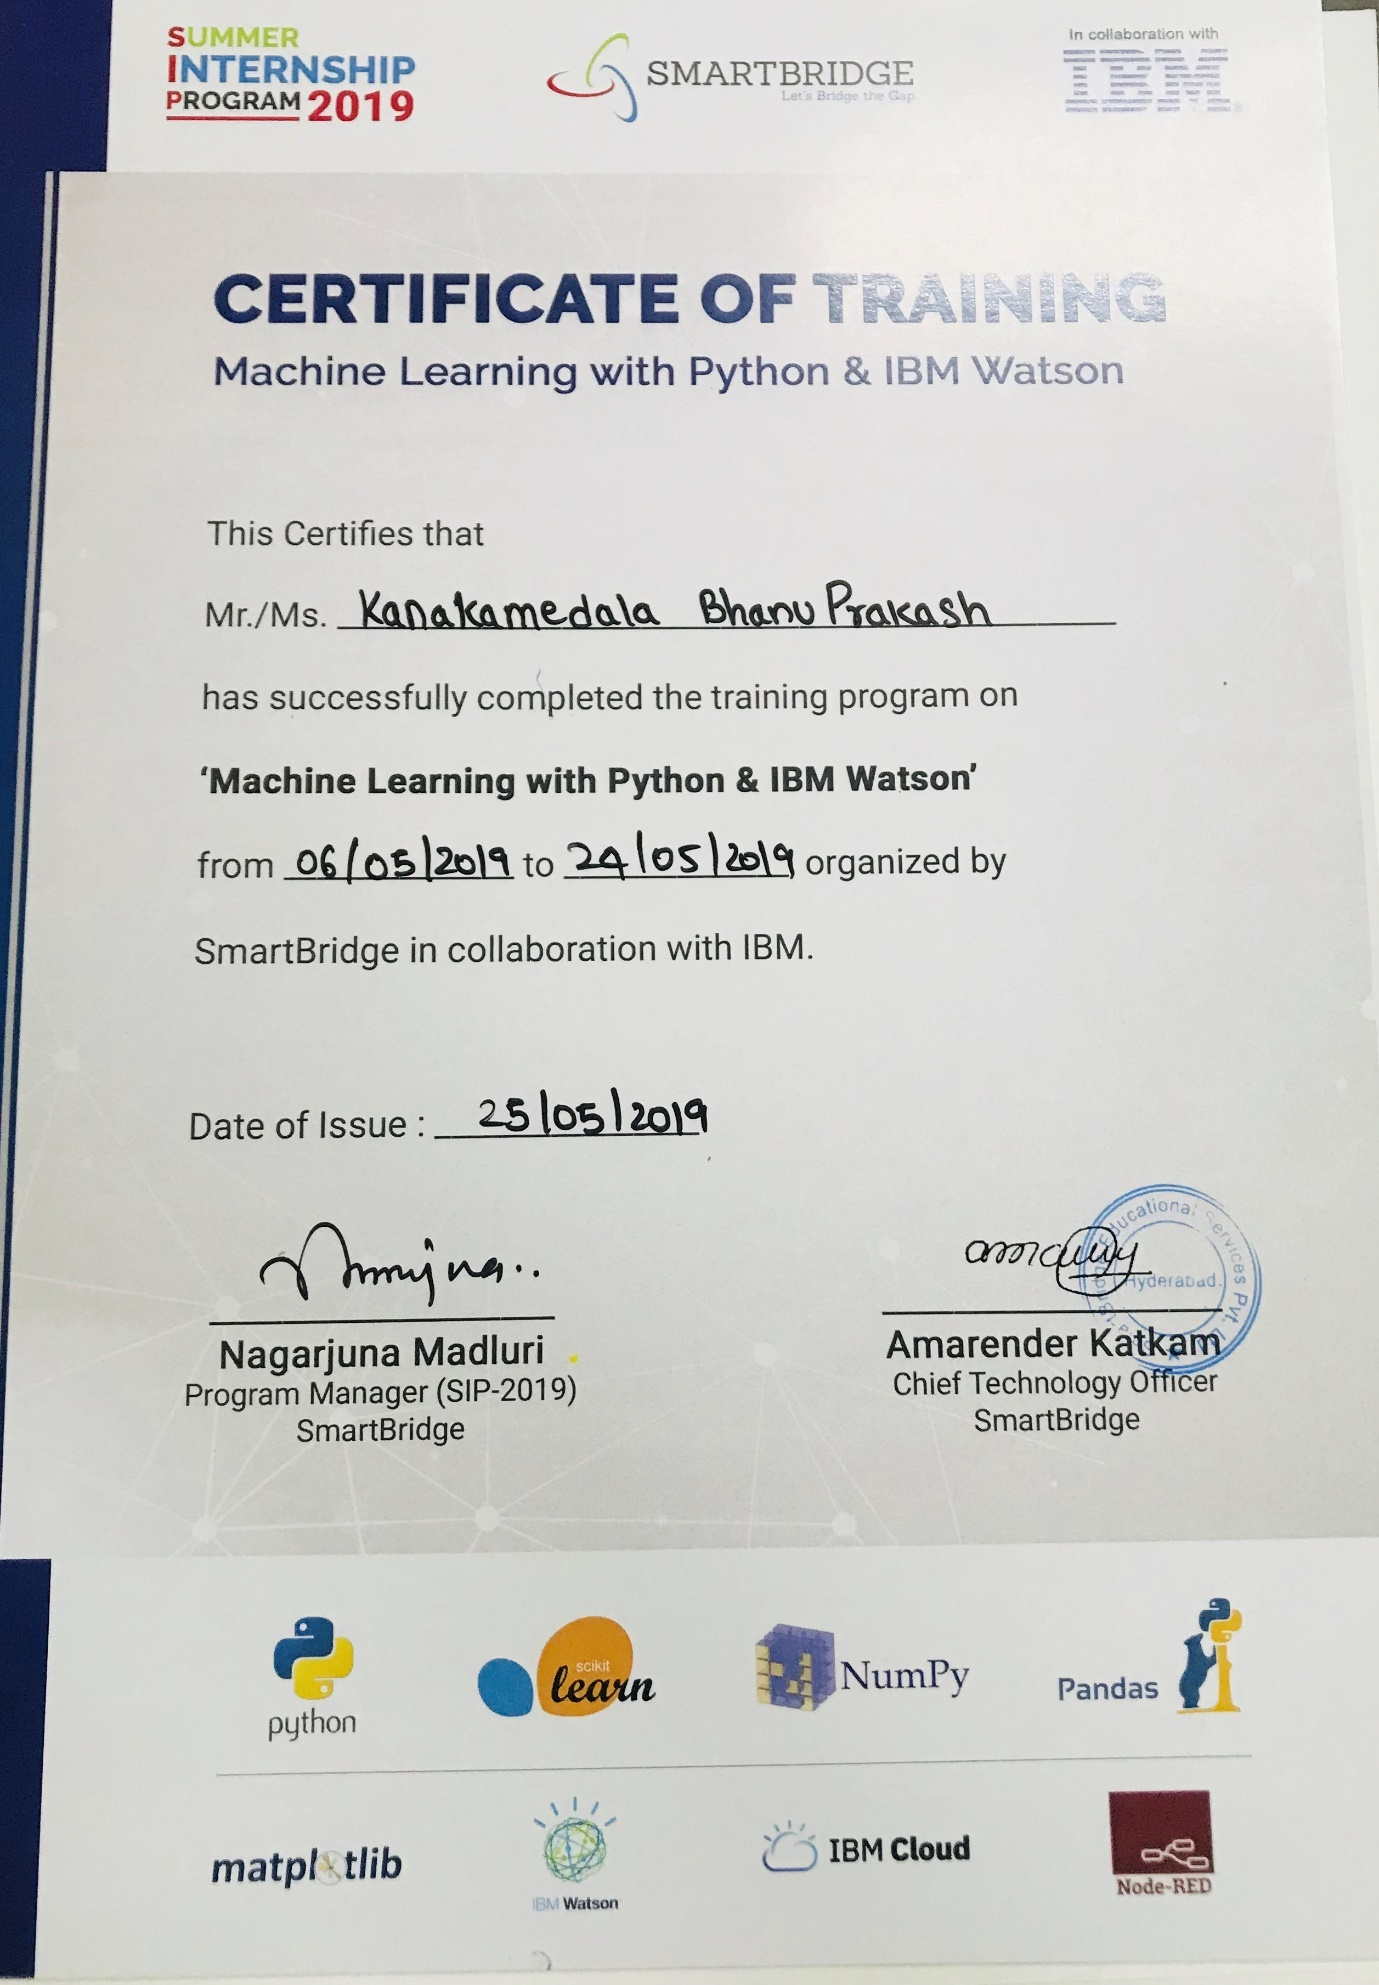 SUMMER
INTERNSHIP
PROGRAM 2019
SMARTBRIDGE
Let's Bridge the Gap
In collaboration with
IBM
CERTIFICATE OF TRAINING
Machine Learning with Python & IBM Watson
This Certifies that
Mr./Ms. Kanakamedala Bhanu Prakash
has successfully completed the training program on
‘Machine Learning with Python & IBM Watson’
from 06/05/2019 to 24/05/2019 organized by
SmartBridge in collaboration with IBM.
Date of Issue : 25/05/2019
Educational Services Pvt.
Hyderabad.
Nagarjuna Madluri
Program Manager (SIP-2019)
SmartBridge
Amarender Katkam
Chief Technology Officer
SmartBridge
python
scikit
learn
NumPy
Pandas
matplotlib
IBM Watson
IBM Cloud
Node-RED